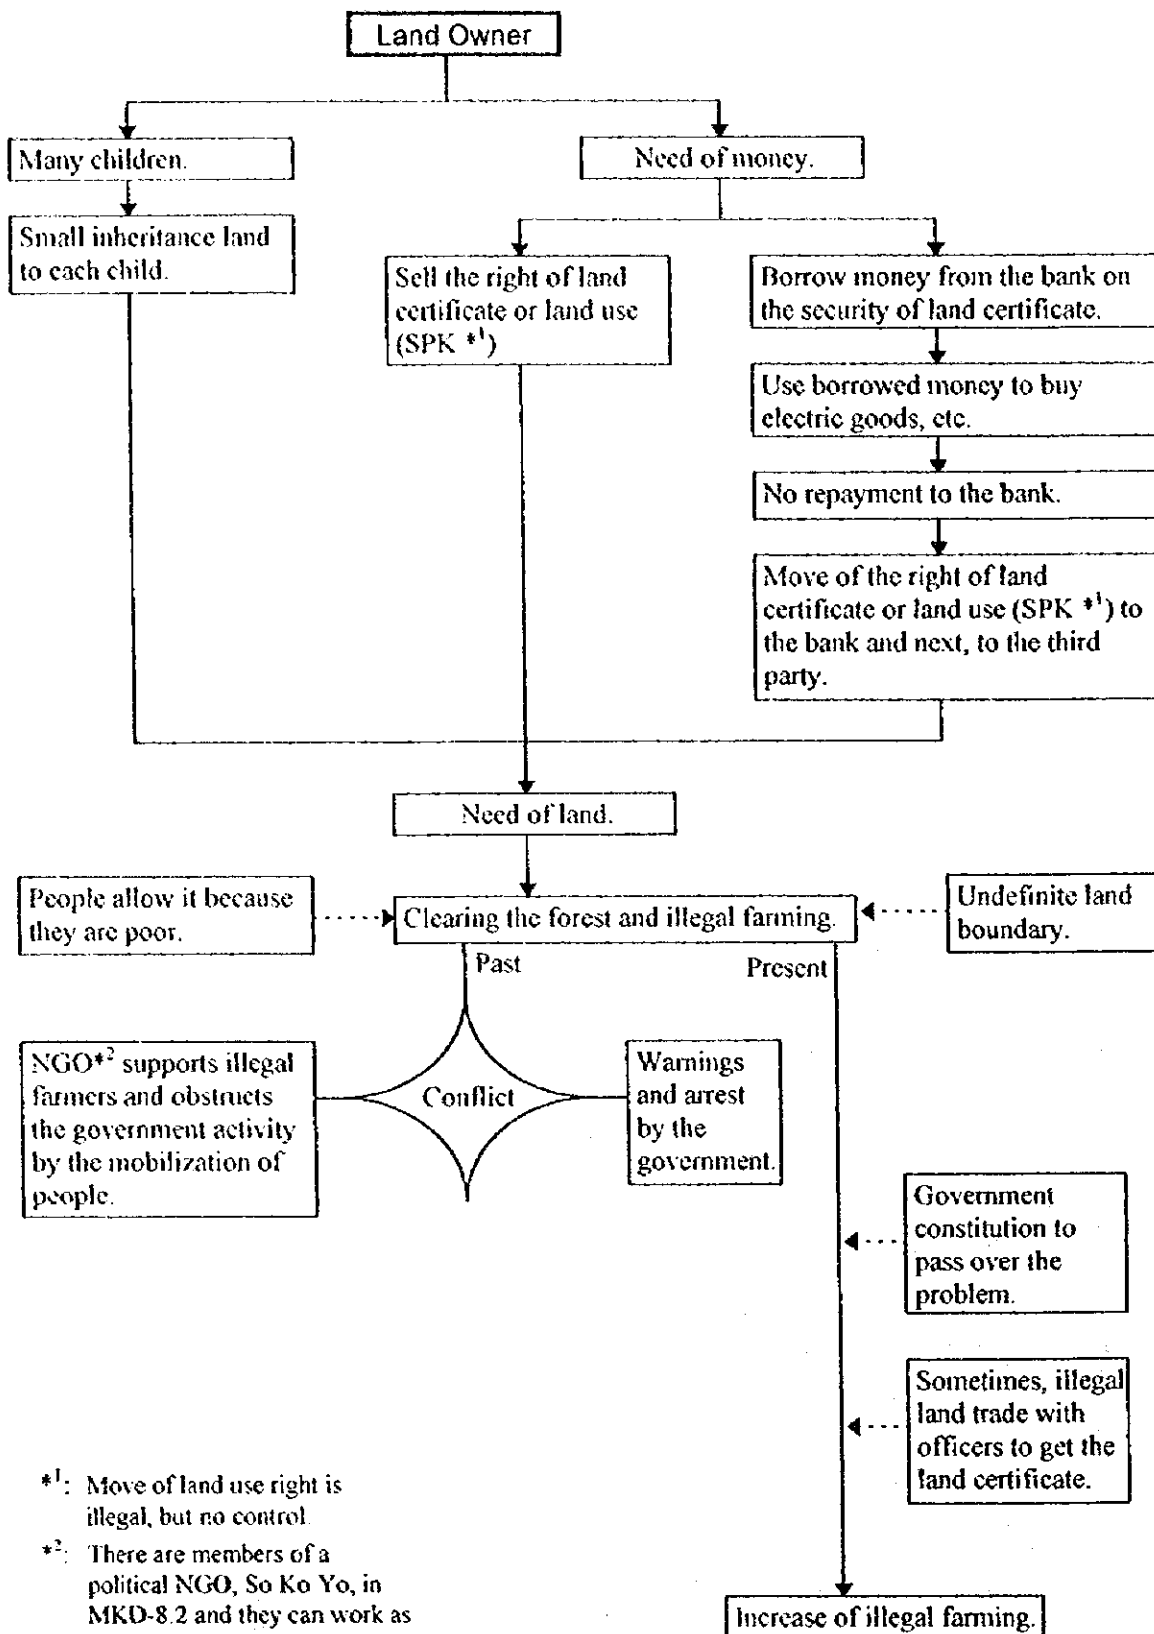 Land Owner
Many children.
Need of money.
Small inheritance land
to each child.
Sell the right of land
certificate or land use
(SPK *1)
Borrow money from the bank on
the security of land certificate.
Use borrowed money to buy
electric goods, etc.
No repayment to the bank.
Move of the right of land
certificate or land use (SPK *1) to
the bank and next, to the third
party.
Need of land.
People allow it because
they are poor.
Clearing the forest and illegal farming.
Undefinite land
boundary.
Past
Present
NGO*2 supports illegal
farmers and obstructs
the government activity
by the mobilization of
people.
Conflict
Warnings
and arrest
by the
government.
Government
constitution to
pass over the
problem.
Sometimes, illegal
land trade with
officers to get the
land certificate.
*1: Move of land use right is
illegal, but no control.
*2: There are members of a
political NGO, So Ko Yo, in
MKD-8.2 and they can work as
Increase of illegal farming.